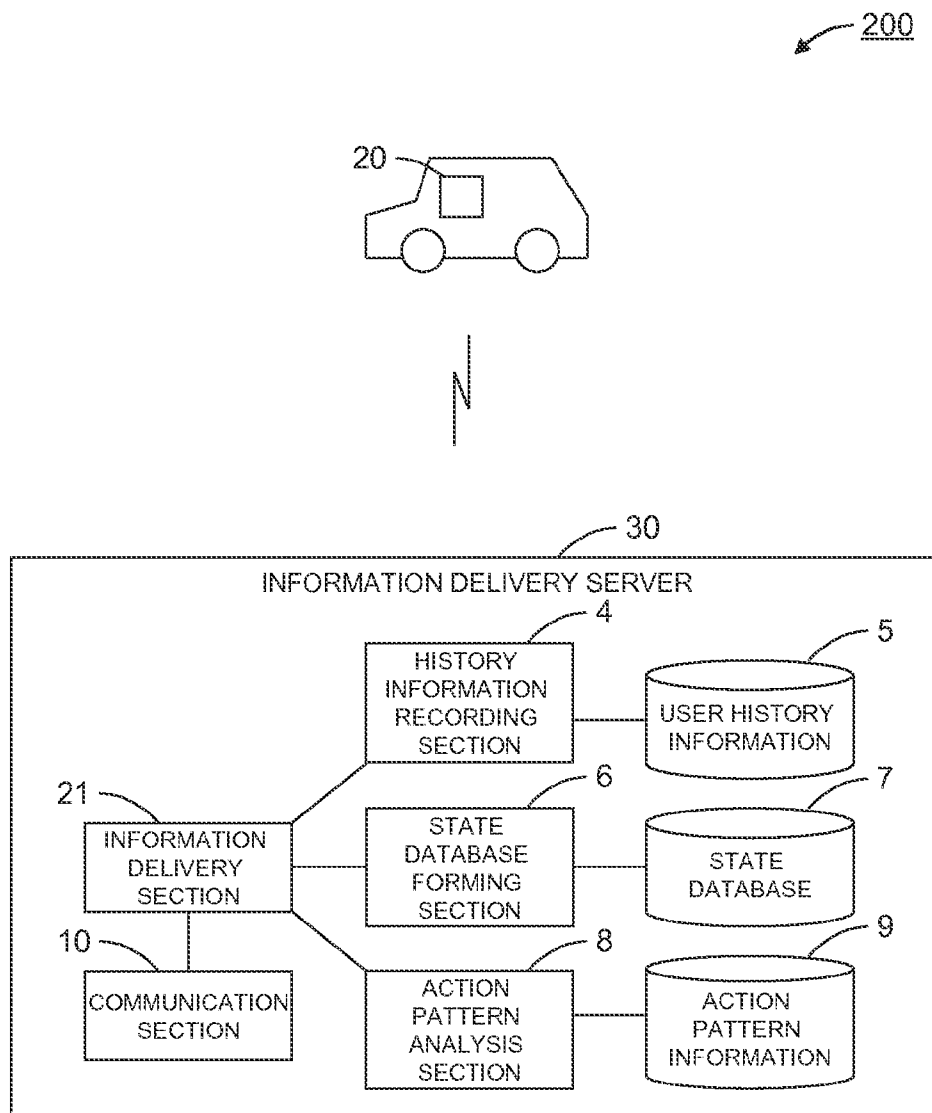 200
20
30
INFORMATION DELIVERY SERVER
4
HISTORY
INFORMATION
RECORDING
SECTION
5
USER HISTORY
INFORMATION
21
INFORMATION
DELIVERY
SECTION
6
STATE
DATABASE
FORMING
SECTION
7
STATE
DATABASE
10
COMMUNICATION
SECTION
8
ACTION
PATTERN
ANALYSIS
SECTION
9
ACTION
PATTERN
INFORMATION